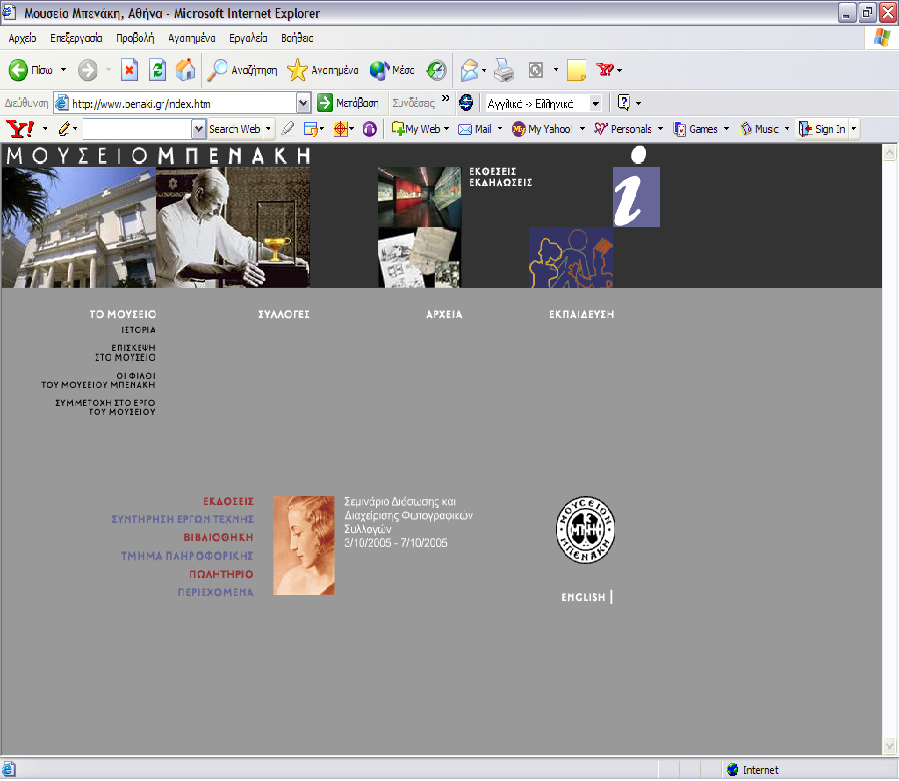 Μουσείο Μπενάκη, Αθήνα - Microsoft Internet Explorer
Αρχείο Επεξεργασία Προβολή Αγαπημένα Εργαλεία Βοήθεια
Πίσω Αναζήτηση Αγαπημένα Μέσα
Διεύθυνση http://www.benaki.gr/index.htm Μετάβαση Συνδέσεις » Αγγλικά -> Ελληνικά
Y! Search Web My Web Mail My Yahoo! Personals Games Music Sign In
ΜΟΥΣΕΙΟ ΜΠΕΝΑΚΗ
ΕΚΘΕΣΕΙΣ
ΕΚΔΗΛΩΣΕΙΣ
i
ΤΟ ΜΟΥΣΕΙΟ ΣΥΛΛΟΓΕΣ ΑΡΧΕΙΑ ΕΚΠΑΙΔΕΥΣΗ
ΙΣΤΟΡΙΑ
ΕΠΙΣΚΕΨΗ
ΣΤΟ ΜΟΥΣΕΙΟ
ΟΙ ΦΙΛΟΙ
ΤΟΥ ΜΟΥΣΕΙΟΥ ΜΠΕΝΑΚΗ
ΣΥΜΜΕΤΟΧΗ ΣΤΟ ΕΡΓΟ
ΤΟΥ ΜΟΥΣΕΙΟΥ
ΕΚΔΟΣΕΙΣ
ΣΥΝΤΗΡΗΣΗ ΕΡΓΩΝ ΤΕΧΝΗΣ
ΒΙΒΛΙΟΘΗΚΗ
ΤΜΗΜΑ ΠΛΗΡΟΦΟΡΙΚΗΣ
ΠΩΛΗΤΗΡΙΟ
ΠΕΡΙΕΧΟΜΕΝΑ
Σεμινάριο Διάσωσης και
Διαχείρισης Φωτογραφικών
Συλλογών
3/10/2005 - 7/10/2005
ΜΟΥCΕΙΟΝ
ΜΠΕΝΑΚΗ
ENGLISH |
Internet